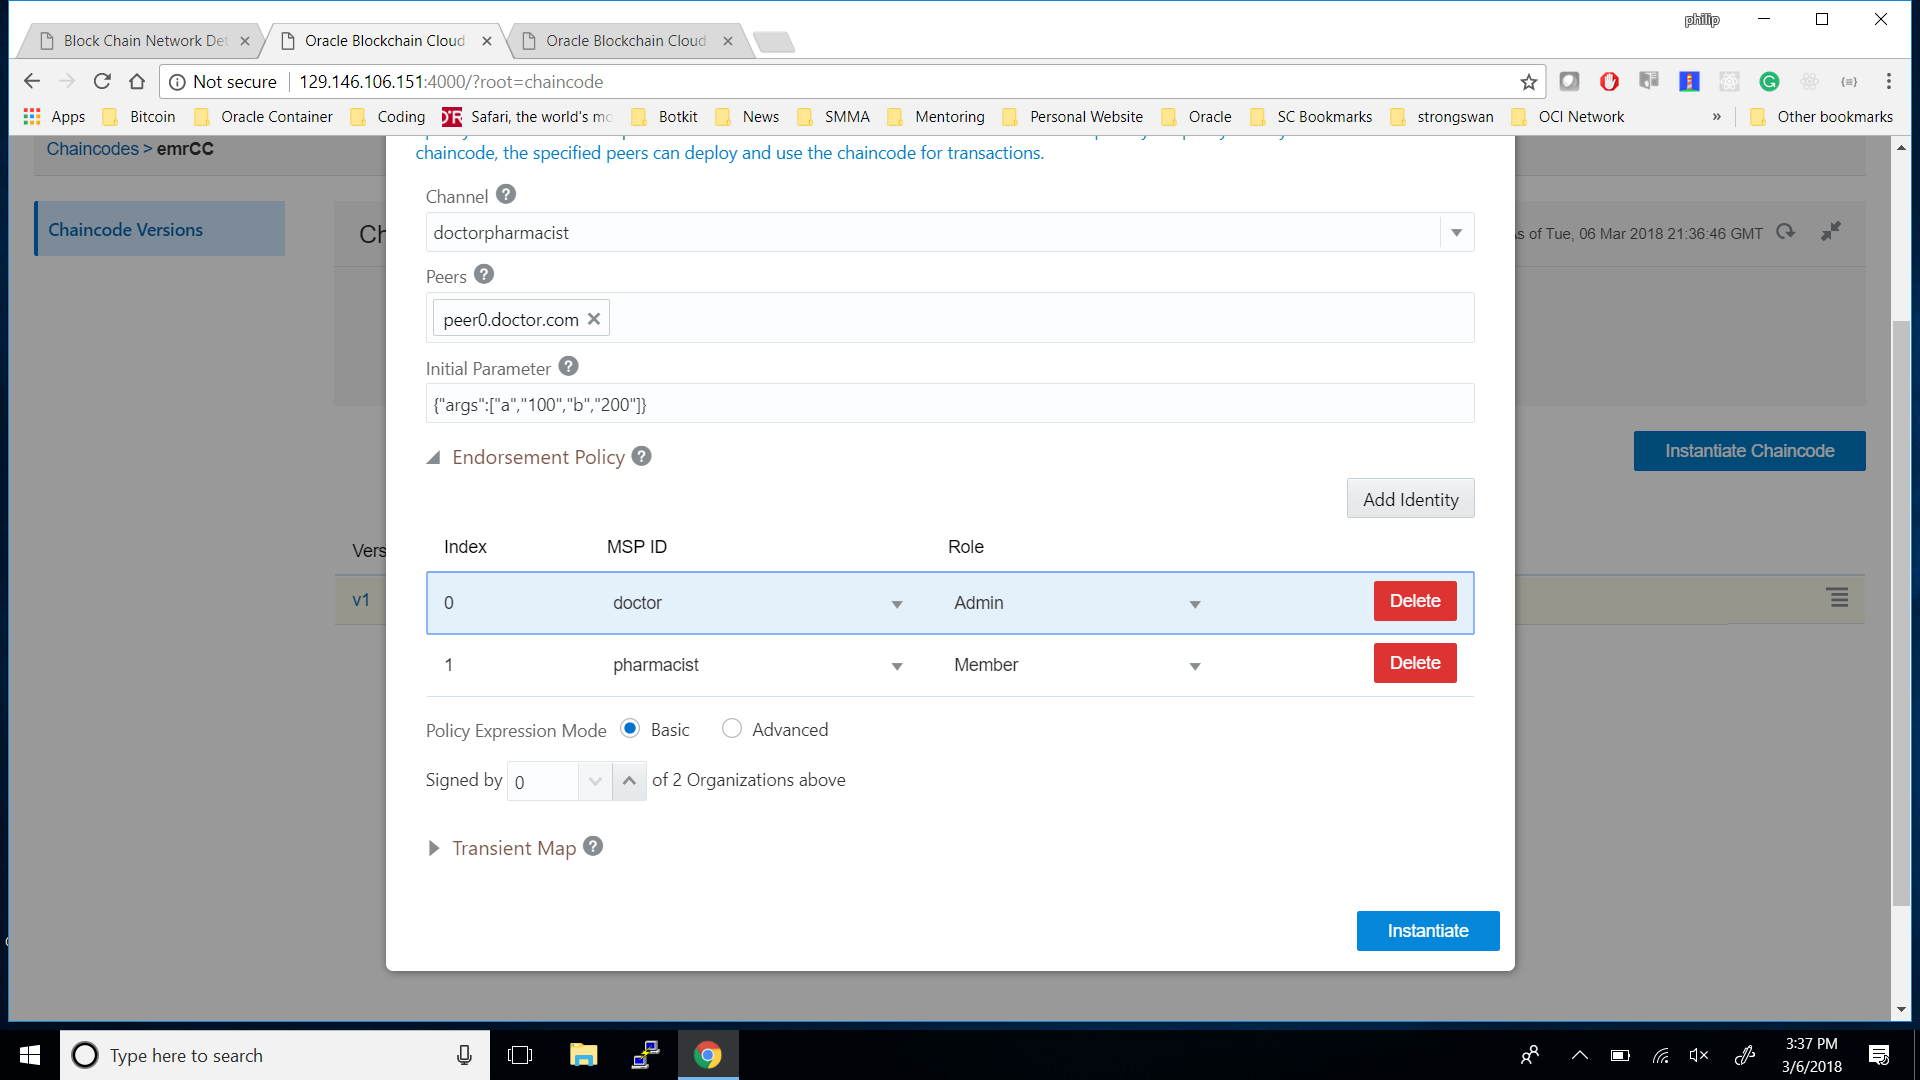 philip
Block Chain Network Det
Oracle Blockchain Cloud
Oracle Blockchain Cloud
Not secure
129.146.106.151:4000/?root=chaincode
Apps
Bitcoin
Oracle Container
Coding
Safari, the world's mo
Botkit
News
SMMA
Mentoring
Personal Website
Oracle
SC Bookmarks
strongswan
OCI Network
»
Other bookmarks
Chaincodes > emrCC
chaincode, the specified peers can deploy and use the chaincode for transactions.
Chaincode Versions
Ch
As of Tue, 06 Mar 2018 21:36:46 GMT
Channel ?
doctorpharmacist
Peers ?
peer0.doctor.com
Initial Parameter ?
{"args":["a","100","b","200"]}
Endorsement Policy ?
Instantiate Chaincode
Add Identity
Index MSP ID Role
Vers
0 doctor Admin Delete
v1
1 pharmacist Member Delete
Policy Expression Mode Basic Advanced
Signed by 0 of 2 Organizations above
Transient Map ?
Instantiate
Type here to search
3:37 PM
3/6/2018